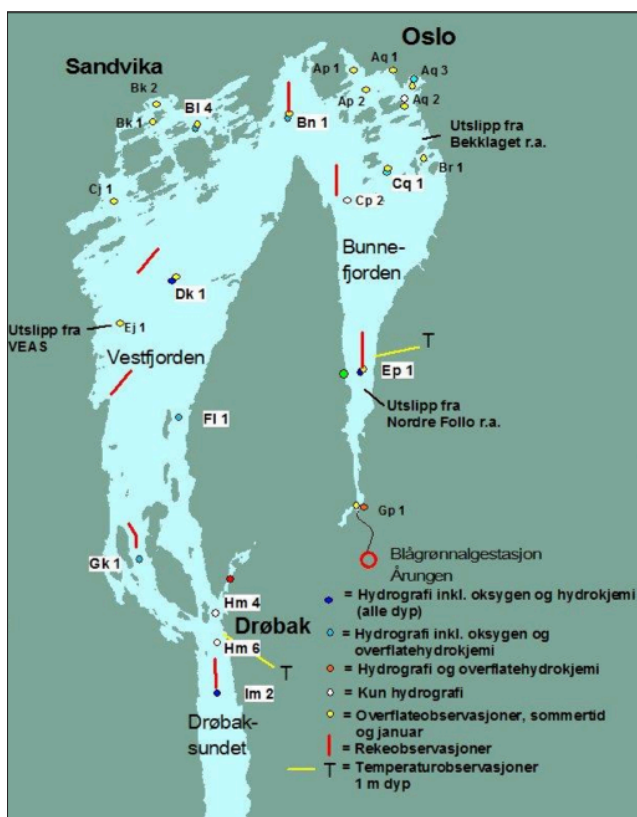 Oslo
Sandvika
Ap 1
Aq 1
Aq 3
Bk 2
Bl 4
Ap 2
Aq 2
Bk 1
Bn 1
Utslipp fra
Bekklaget r.a.
Br 1
Cq 1
Cj 1
Cp 2
Bunne-
fjorden
Dk 1
Utslipp fra
VEAS
Ej 1
Vestfjorden
T
Ep 1
Utslipp fra
Nordre Follo r.a.
Fl 1
Gp 1
Blågrønnalgestasjon
Årungen
Gk 1
Hm 4
Drøbak
Hm 6
T
Im 2
Drøbak-
sundet
= Hydrografi inkl. oksygen og hydrokjemi
(alle dyp)
= Hydrografi inkl. oksygen og
overflatehydrokjemi
= Hydrografi og overflatehydrokjemi
= Kun hydrografi
= Overflateobservasjoner, sommertid
og januar
= Rekeobservasjoner
T = Temperaturobservasjoner
1 m dyp